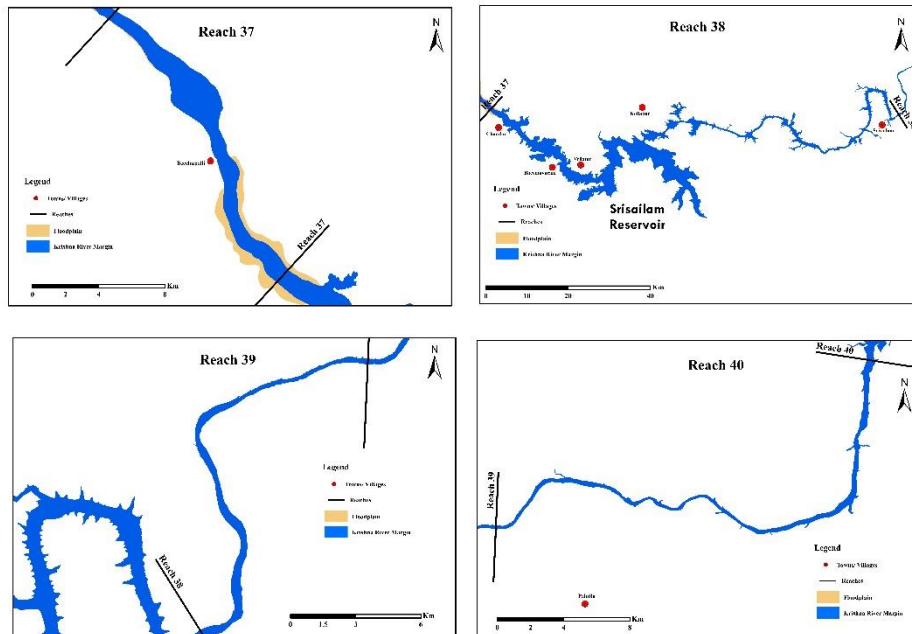 Reach 37
N
Reach 37
Legend
Towns/ Villages
Reaches
Floodplain
Krishna River Margin
0 2 4 8
Km
Reach 38
N
Reach 37
Srisailam
Reservoir
Legend
Towns/ Villages
Reaches
Floodplain
Krishna River Margin
0 10 20 40
Km
Reach 39
N
Reach 38
Legend
Towns/ Villages
Reaches
Floodplain
Krishna River Margin
0 1.5 3 6
Km
Reach 40
Reach 40
N
Reach 39
Legend
Towns/ Villages
Reaches
Floodplain
Krishna River Margin
0 2 4 8
Km